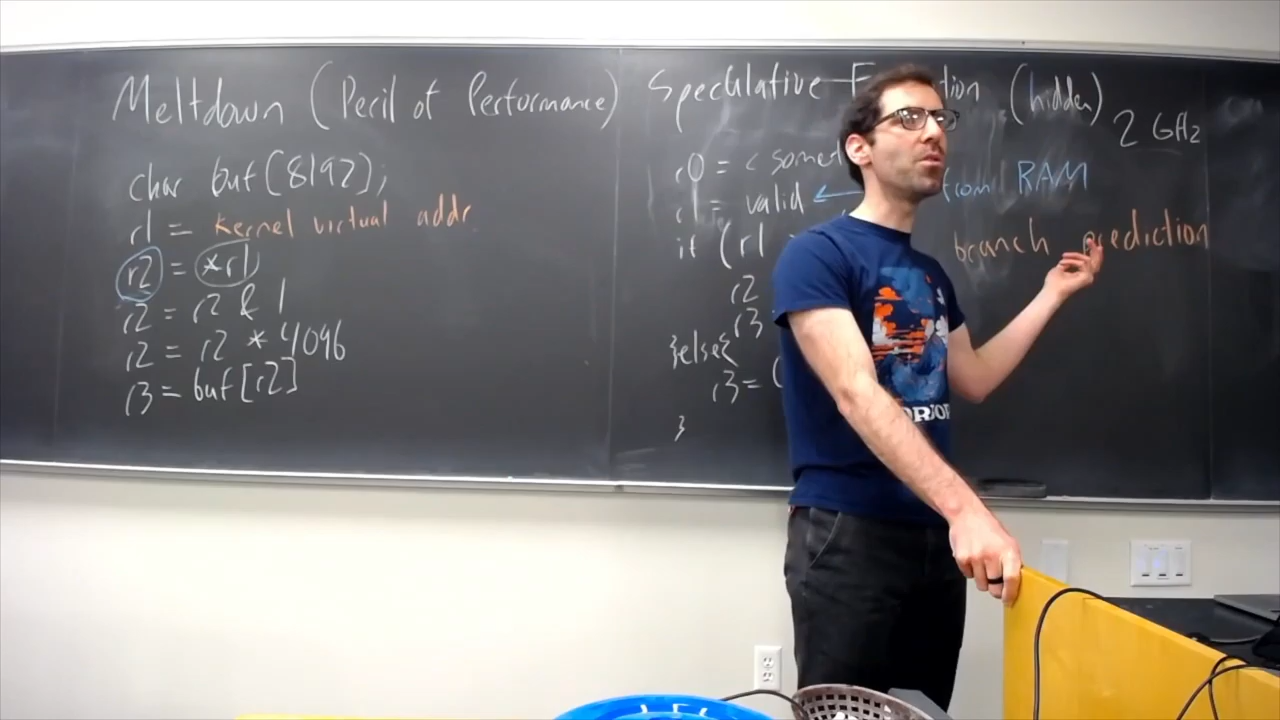 Meltdown (Peril of Performance)
char buf[8192];
r1 = kernel virtual addr
r2 = *r1
r2 = r2 & 1
r2 = r2 * 4096
r3 = buf[r2]
Speculative (hidden)
2 GHz
r0 =
r1 = valid ← from RAM
if (r1 branch prediction
r2
r3
}else{
r3 =
}